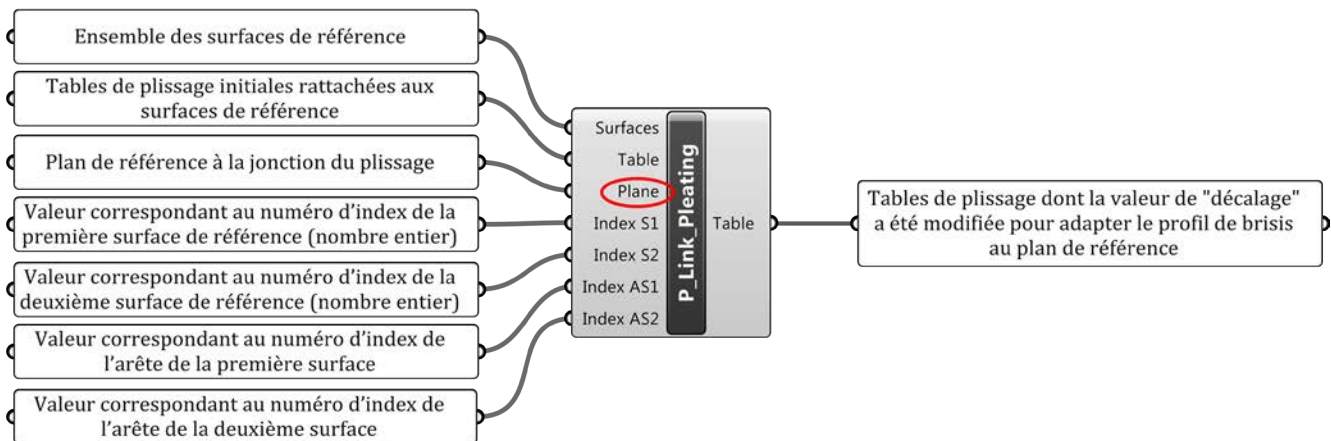 Ensemble des surfaces de référence
Tables de plissage initiales rattachées aux
surfaces de référence
Plan de référence à la jonction du plissage
Valeur correspondant au numéro d’index de la
première surface de référence (nombre entier)
Valeur correspondant au numéro d’index de la
deuxième surface de référence (nombre entier)
Valeur correspondant au numéro d’index de
l’arête de la première surface
Valeur correspondant au numéro d’index de
l’arête de la deuxième surface
Surfaces
Table
Plane
Index S1
Index S2
Index AS1
Index AS2
P_Link_Pleating
Table
Tables de plissage dont la valeur de "décalage"
a été modifiée pour adapter le profil de brisis
au plan de référence